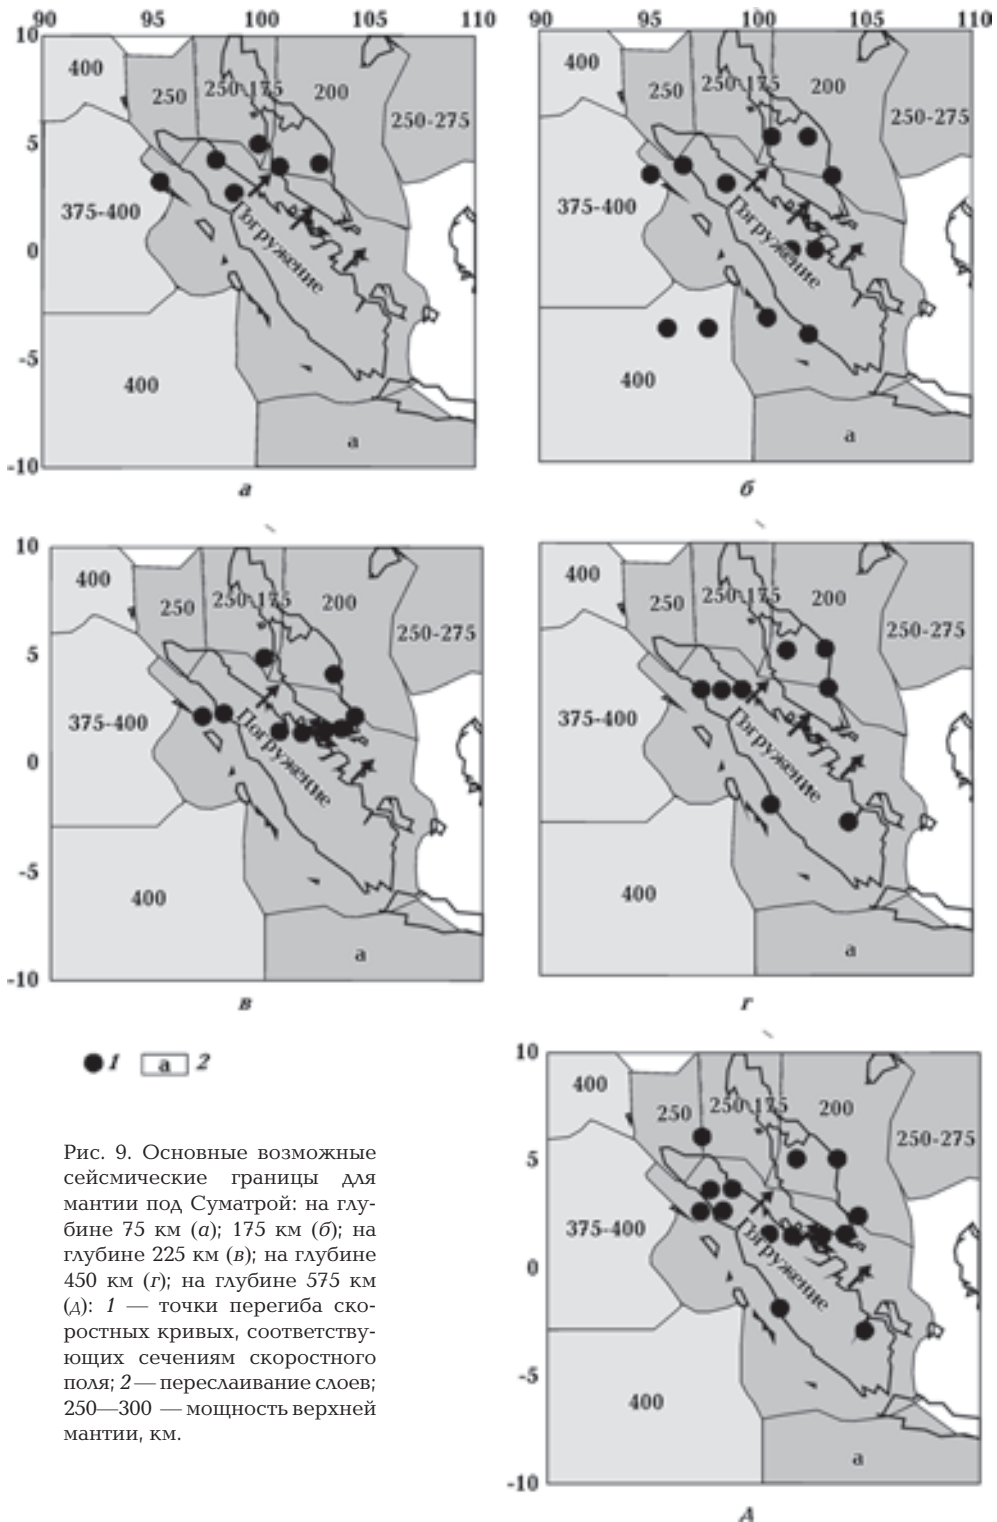 90 95 100 105 110
90 95 100 105 110
10
5
0
-5
-10
400
250
250-175
200
250-275
375-400
Погружение
400
а
400
250
250-175
200
250-275
375-400
Погружение
400
а
а
б
10
5
0
-5
-10
400
250
250-175
200
250-275
375-400
Погружение
400
а
400
250
250-175
200
250-275
375-400
Погружение
400
а
в
г
1 а 2
10
5
0
-5
-10
400
250
250-175
200
250-275
375-400
Погружение
400
а
д
Рис. 9. Основные возможные
сейсмические границы для
мантии под Суматрой: на глу-
бине 75 км (а); 175 км (б); на
глубине 225 км (в); на глубине
450 км (г); на глубине 575 км
(д): 1 — точки перегиба ско-
ростных кривых, соответству-
ющих сечениям скоростного
поля; 2 — переслаивание слоев;
250—300 — мощность верхней
мантии, км.